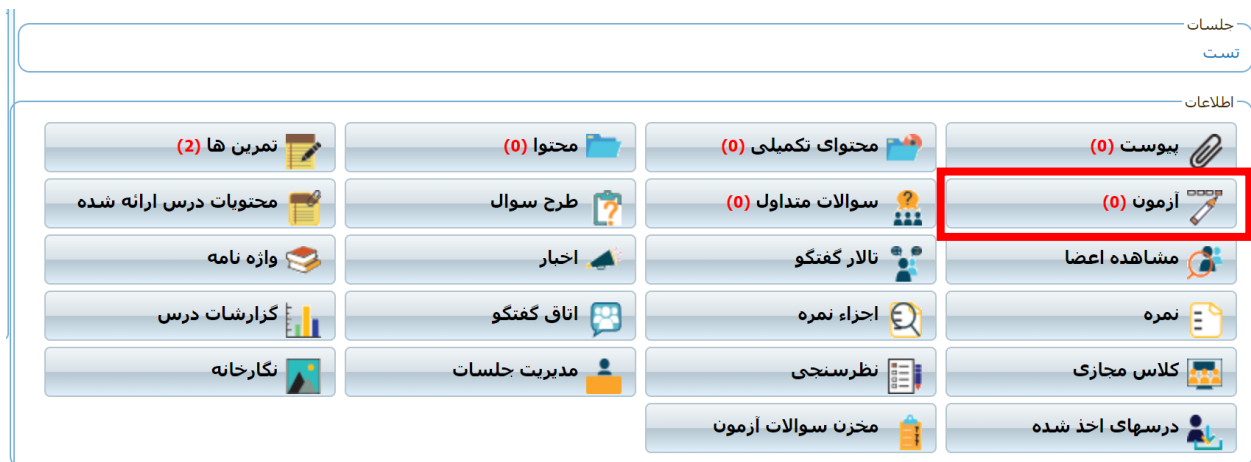 جلسات
تست
اطلاعات
پیوست (0)
محتوای تکمیلی (0)
محتوا (0)
تمرین ها (2)
آزمون (0)
سوالات متداول (0)
طرح سوال
محتویات درس ارائه شده
مشاهده اعضا
تالار گفتگو
اخبار
واژه نامه
نمره
اجزاء نمره
اتاق گفتگو
گزارشات درس
کلاس مجازی
نظرسنجی
مدیریت جلسات
نگارخانه
درسهای اخذ شده
مخزن سوالات آزمون